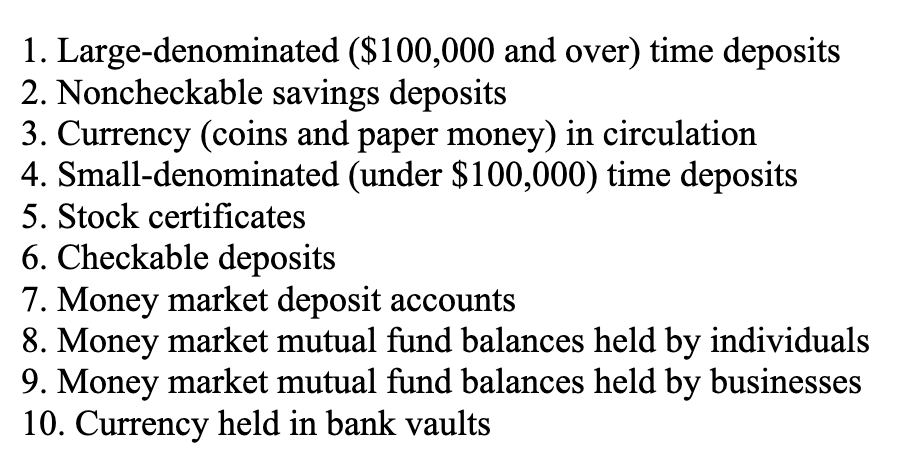 1. Large-denominated ($100,000 and over) time deposits
2. Noncheckable savings deposits
3. Currency (coins and paper money) in circulation
4. Small-denominated (under $100,000) time deposits
5. Stock certificates
6. Checkable deposits
7. Money market deposit accounts
8. Money market mutual fund balances held by individuals
9. Money market mutual fund balances held by businesses
10. Currency held in bank vaults